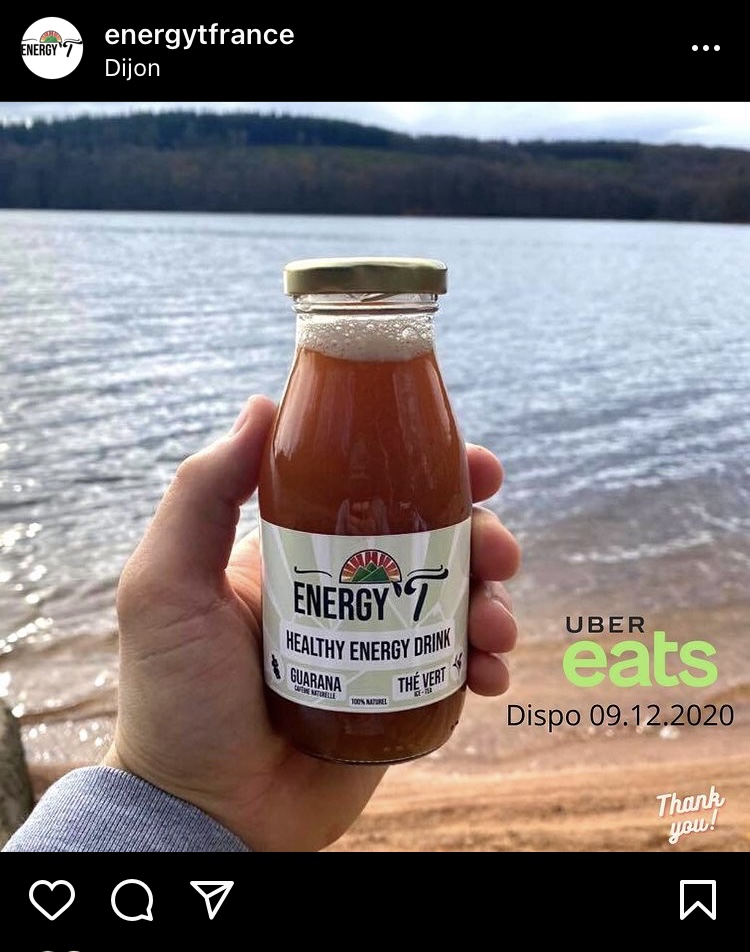 ENERGY'T
energytfrance
Dijon
ENERGY'T
HEALTHY ENERGY DRINK
GUARANA
CAFÉINE NATURELLE
THÉ VERT
ICE-TEA
100% NATUREL
UBER
eats
Dispo 09.12.2020
Thank
you!